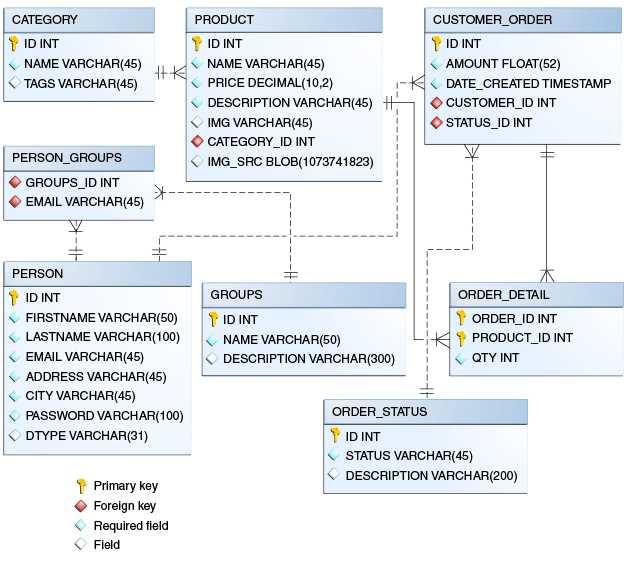 CATEGORY
ID INT
NAME VARCHAR(45)
TAGS VARCHAR(45)
PRODUCT
ID INT
NAME VARCHAR(45)
PRICE DECIMAL(10,2)
DESCRIPTION VARCHAR(45)
IMG VARCHAR(45)
CATEGORY_ID INT
IMG_SRC BLOB(1073741823)
CUSTOMER_ORDER
ID INT
AMOUNT FLOAT(52)
DATE_CREATED TIMESTAMP
CUSTOMER_ID INT
STATUS_ID INT
PERSON_GROUPS
GROUPS_ID INT
EMAIL VARCHAR(45)
PERSON
ID INT
FIRSTNAME VARCHAR(50)
LASTNAME VARCHAR(100)
EMAIL VARCHAR(45)
ADDRESS VARCHAR(45)
CITY VARCHAR(45)
PASSWORD VARCHAR(100)
DTYPE VARCHAR(31)
GROUPS
ID INT
NAME VARCHAR(50)
DESCRIPTION VARCHAR(300)
ORDER_DETAIL
ORDER_ID INT
PRODUCT_ID INT
QTY INT
ORDER_STATUS
ID INT
STATUS VARCHAR(45)
DESCRIPTION VARCHAR(200)
Primary key
Foreign key
Required field
Field